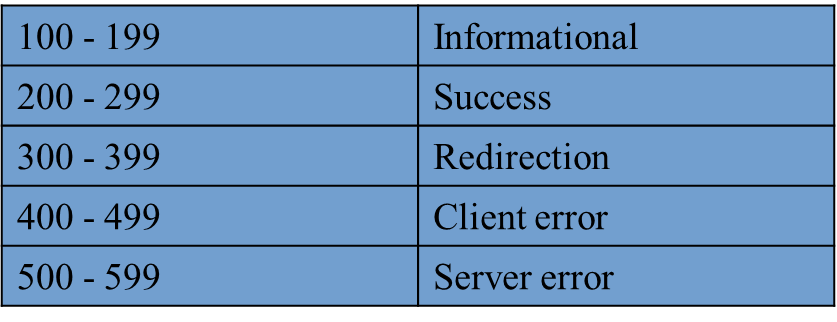 100 - 199 Informational
200 - 299 Success
300 - 399 Redirection
400 - 499 Client error
500 - 599 Server error